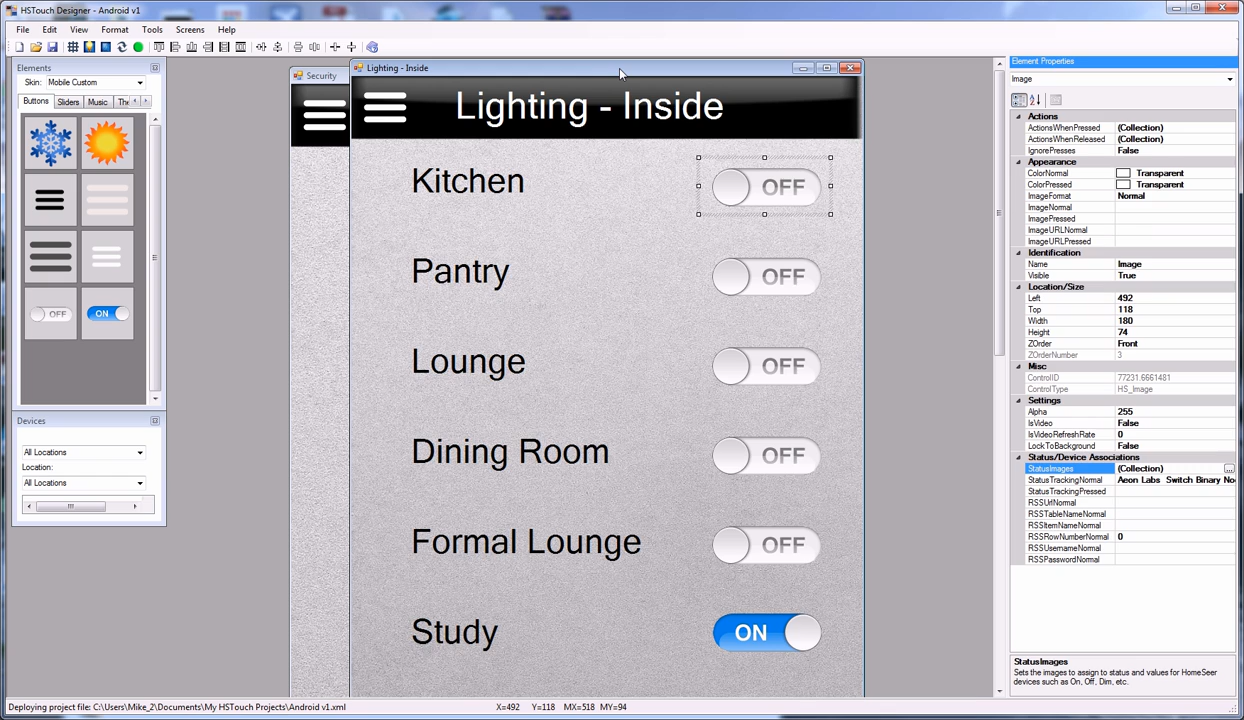 HSTouch Designer - Android v1
File Edit View Format Tools Screens Help
Elements
Skin: Mobile Custom
Buttons Sliders Music
OFF ON
Devices
All Locations
Location:
All Locations
Security
Lighting - Inside
Lighting - Inside
Kitchen OFF
Pantry OFF
Lounge OFF
Dining Room OFF
Formal Lounge OFF
Study ON
Element Properties
Image
Actions
ActionsWhenPressed (Collection)
ActionsWhenReleased (Collection)
IgnorePresses False
Appearance
ColorNormal Transparent
ColorPressed Transparent
ImageFormat Normal
ImageNormal
ImagePressed
ImageURLNormal
ImageURLPressed
Identification
Name Image
Visible True
Location/Size
Left 492
Top 118
Width 180
Height 74
ZOrder Front
ZOrderNumber 3
Misc
ControlID 77231.6661481
ControlType HS_Image
Settings
Alpha 255
IsVideo False
IsVideoRefreshRate 0
LockToBackground False
Status/Device Associations
StatusImages (Collection) ...
StatusTrackingNormal Aeon Labs Switch Binary No
StatusTrackingPressed
RSSUrlNormal
RSSTableNameNormal
RSSItemNameNormal
RSSRowNumberNormal 0
RSSUsernameNormal
RSSPasswordNormal
StatusImages
Sets the images to assign to status and values for HomeSeer
devices such as On, Off, Dim, etc.
Deploying project file: C:\Users\Mike_2\Documents\My HSTouch Projects\Android v1.xml X=492 Y=118 MX=518 MY=94